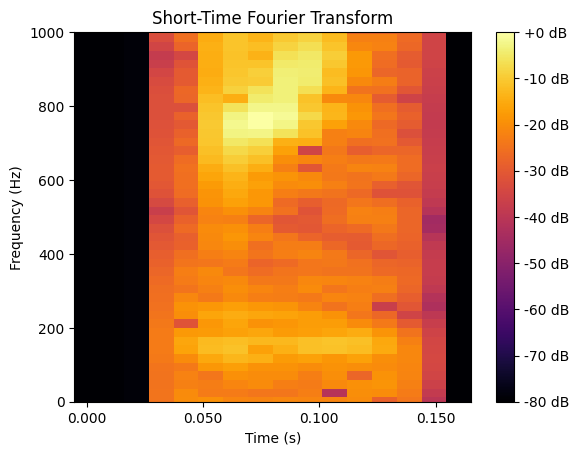 Short-Time Fourier Transform
1000
800
600
400
200
0
Frequency (Hz)
0.000
0.050
0.100
0.150
Time (s)
+0 dB
-10 dB
-20 dB
-30 dB
-40 dB
-50 dB
-60 dB
-70 dB
-80 dB